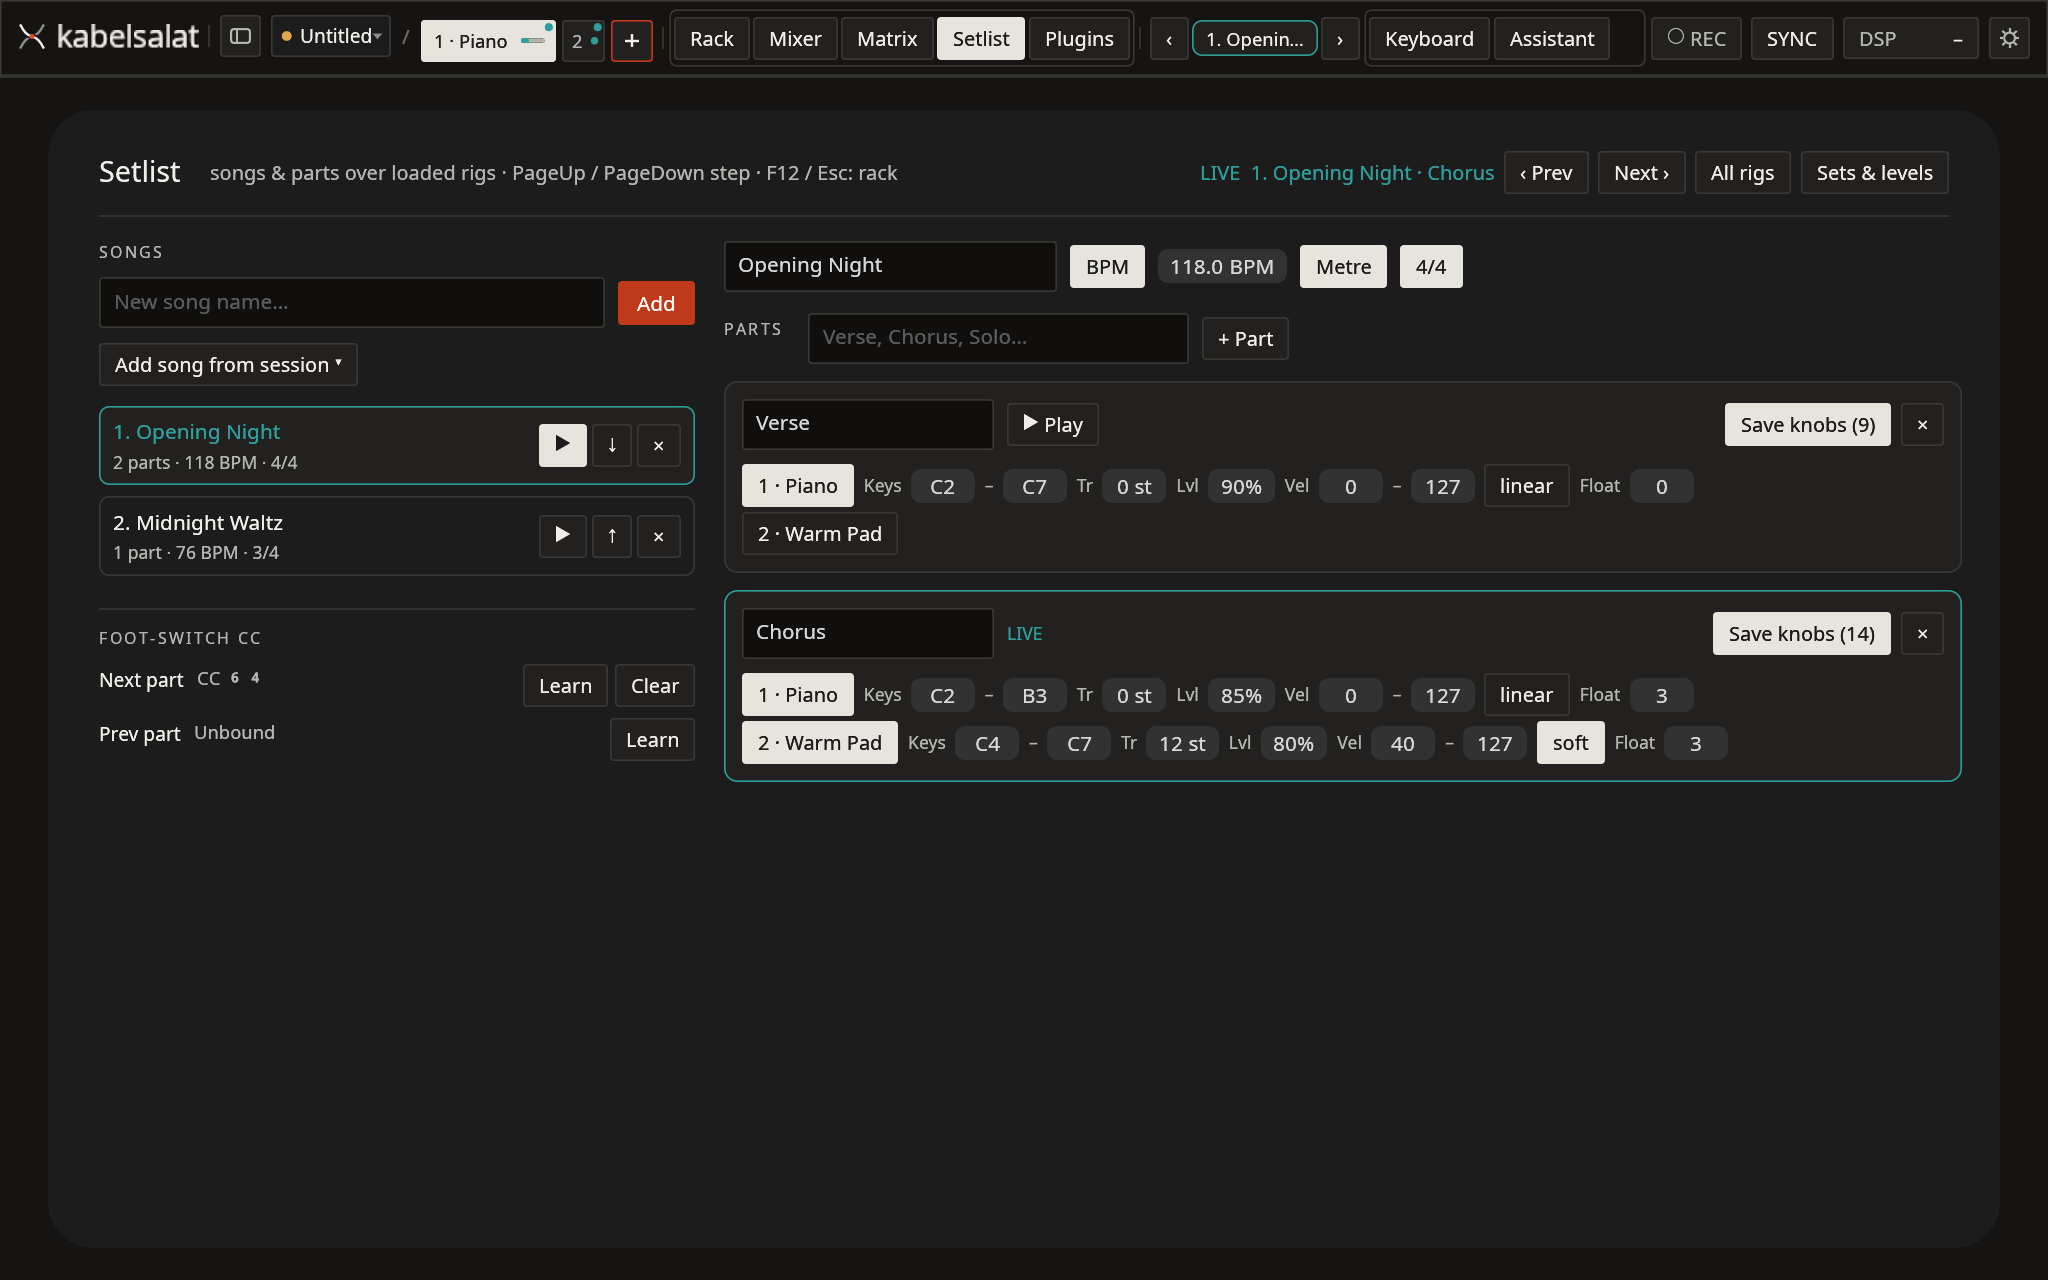 kabelsalat Untitled / 1 · Piano 2 + Rack Mixer Matrix Setlist Plugins ‹ 1. Openin... › Keyboard Assistant REC SYNC DSP –
Setlist songs & parts over loaded rigs · PageUp / PageDown step · F12 / Esc: rack LIVE 1. Opening Night · Chorus ‹ Prev Next › All rigs Sets & levels
SONGS
New song name... Add
Add song from session
1. Opening Night
2 parts · 118 BPM · 4/4
↓ ×
2. Midnight Waltz
1 part · 76 BPM · 3/4
↑ ×
FOOT-SWITCH CC
Next part CC 6 4 Learn Clear
Prev part Unbound Learn
Opening Night BPM 118.0 BPM Metre 4/4
PARTS Verse, Chorus, Solo... + Part
Verse Play Save knobs (9) ×
1 · Piano Keys C2 – C7 Tr 0 st Lvl 90% Vel 0 – 127 linear Float 0
2 · Warm Pad
Chorus LIVE Save knobs (14) ×
1 · Piano Keys C2 – B3 Tr 0 st Lvl 85% Vel 0 – 127 linear Float 3
2 · Warm Pad Keys C4 – C7 Tr 12 st Lvl 80% Vel 40 – 127 soft Float 3